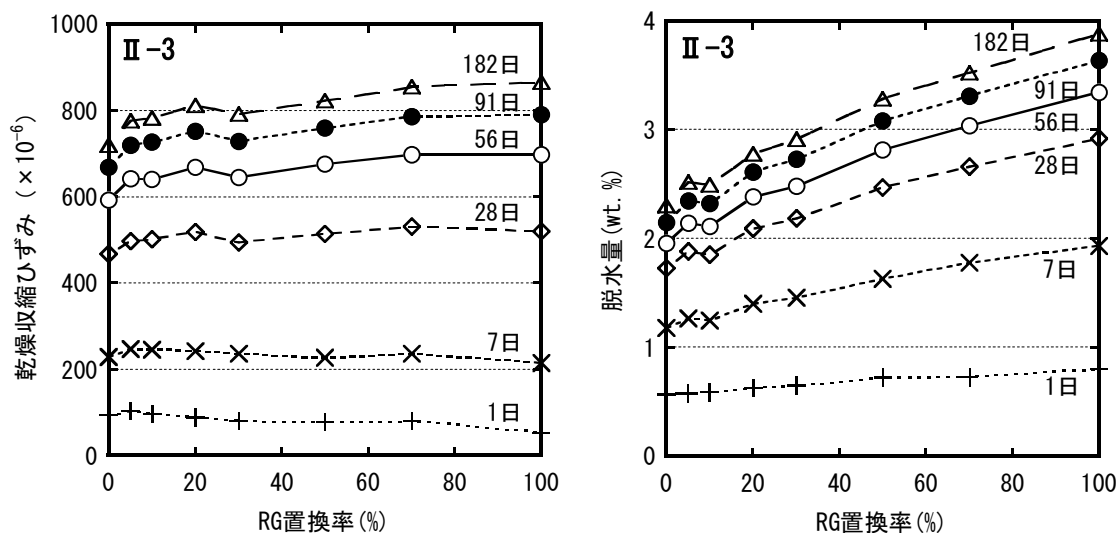 Ⅱ-3
1000
800
600
400
200
0
乾燥収縮ひずみ (×10⁻⁶)
182日
91日
56日
28日
7日
1日
0 20 40 60 80 100
RG置換率(%)
Ⅱ-3
4
3
2
1
0
脱水量(wt.%)
182日
91日
56日
28日
7日
1日
0 20 40 60 80 100
RG置換率(%)